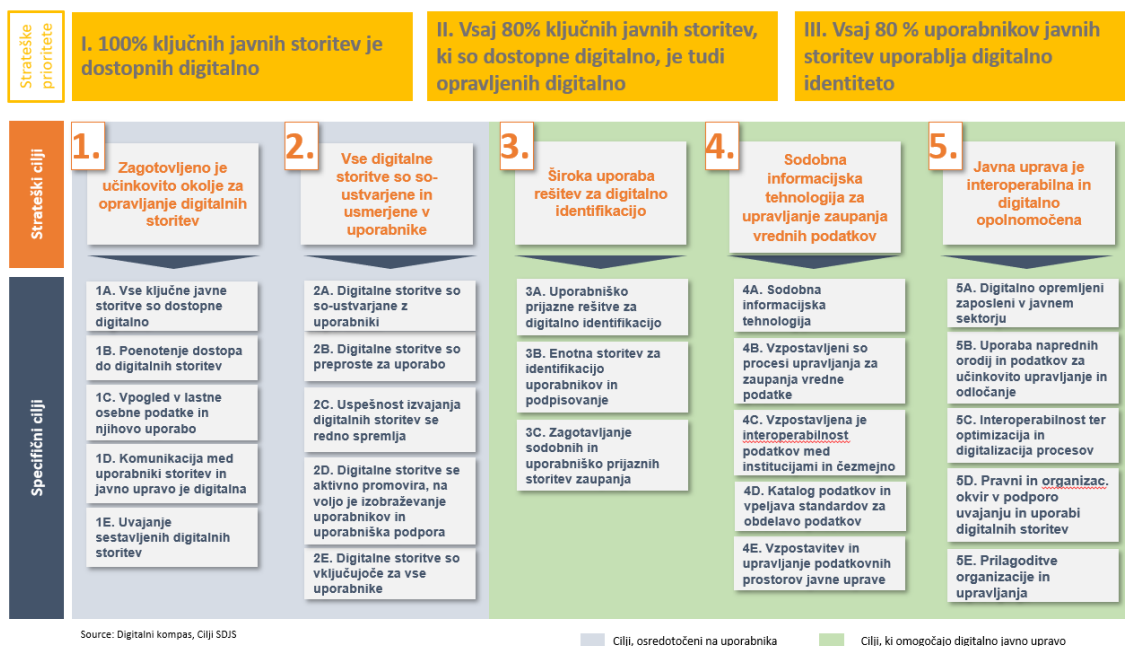 Strateške
prioritete
I. 100% ključnih javnih storitev je
dostopnih digitalno
II. Vsaj 80% ključnih javnih storitev,
ki so dostopne digitalno, je tudi
opravljenih digitalno
III. Vsaj 80 % uporabnikov javnih
storitev uporablja digitalno
identiteto
Strateški cilji
1.
Zagotovljeno je
učinkovito okolje za
opravljanje digitalnih
storitev
2.
Vse digitalne
storitve so so-
ustvarjene in
usmerjene v
uporabnike
3.
Široka uporaba
rešitev za digitalno
identifikacijo
4.
Sodobna
informacijska
tehnologija za
upravljanje zaupanja
vrednih podatkov
5.
Javna uprava je
interoperabilna in
digitalno
opolnomočena
Specifični cilji
1A. Vse ključne javne
storitve so dostopne
digitalno
1B. Poenotenje dostopa
do digitalnih storitev
1C. Vpogled v lastne
osebne podatke in
njihovo uporabo
1D. Komunikacija med
uporabniki storitev in
javno upravo je digitalna
1E. Uvajanje
sestavljenih digitalnih
storitev
2A. Digitalne storitve so
so-ustvarjane z
uporabniki
2B. Digitalne storitve so
preproste za uporabo
2C. Uspešnost izvajanja
digitalnih storitev se
redno spremlja
2D. Digitalne storitve se
aktivno promovira, na
voljo je izobraževanje
uporabnikov in
uporabniška podpora
2E. Digitalne storitve so
vključujoče za vse
uporabnike
3A. Uporabniško
prijazne rešitve za
digitalno identifikacijo
3B. Enotna storitev za
identifikacijo
uporabnikov in
podpisovanje
3C. Zagotavljanje
sodobnih in
uporabniško prijaznih
storitev zaupanja
4A. Sodobna
informacijska
tehnologija
4B. Vzpostavljeni so
procesi upravljanja za
zaupanja vredne
podatke
4C. Vzpostavljena je
interoperabilnost
podatkov med
institucijami in čezmejno
4D. Katalog podatkov in
vpeljava standardov za
obdelavo podatkov
4E. Vzpostavitev in
upravljanje podatkovnih
prostorov javne uprave
5A. Digitalno opremljeni
zaposleni v javnem
sektorju
5B. Uporaba naprednih
orodij in podatkov za
učinkovito upravljanje in
odločanje
5C. Interoperabilnost ter
optimizacija in
digitalizacija procesov
5D. Pravni in organizac.
okvir v podporo
uvajanju in uporabi
digitalnih storitev
5E. Prilagoditve
organizacije in
upravljanja
Source: Digitalni kompas, Cilji SDJS
Cilji, osredotočeni na uporabnika
Cilji, ki omogočajo digitalno javno upravo